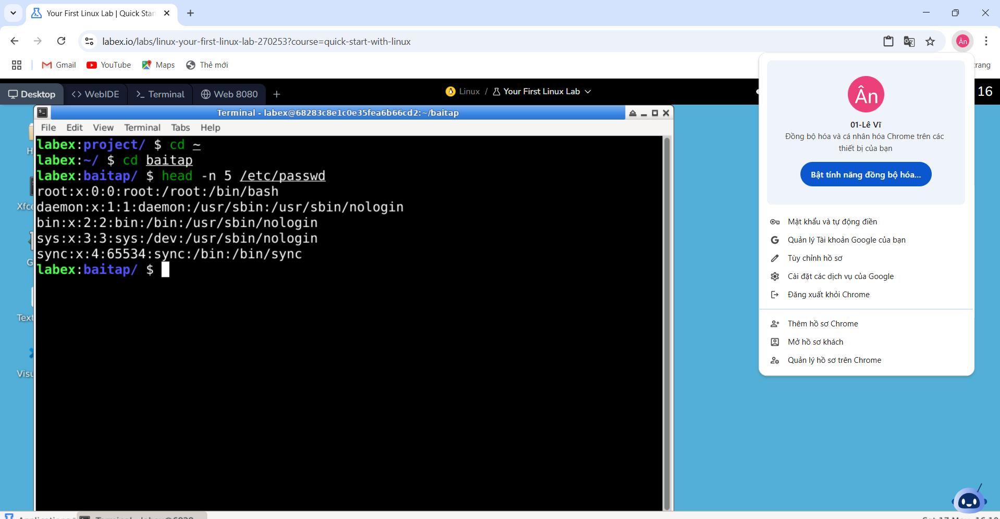 Your First Linux Lab | Quick Star
labex.io/labs/linux-your-first-linux-lab-270253?course=quick-start-with-linux
Ân
Gmail
YouTube
Maps
Thẻ mới
trang
Desktop
WebIDE
Terminal
Web 8080
Linux / Your First Linux Lab
16
Terminal - labex@68283c8e1c0e35fea6b66cd2:~/baitap
File Edit View Terminal Tabs Help
labex:project/ $ cd ~
labex:~/ $ cd baitap
labex:baitap/ $ head -n 5 /etc/passwd
root:x:0:0:root:/root:/bin/bash
daemon:x:1:1:daemon:/usr/sbin:/usr/sbin/nologin
bin:x:2:2:bin:/bin:/usr/sbin/nologin
sys:x:3:3:sys:/dev:/usr/sbin/nologin
sync:x:4:65534:sync:/bin:/bin/sync
labex:baitap/ $
H
Xfce
G
Text
Visu
Ân
01-Lê Vĩ
Đồng bộ hóa và cá nhân hóa Chrome trên các
thiết bị của bạn
Bật tính năng đồng bộ hóa...
Mật khẩu và tự động điền
Quản lý Tài khoản Google của bạn
Tùy chỉnh hồ sơ
Cài đặt các dịch vụ của Google
Đăng xuất khỏi Chrome
Thêm hồ sơ Chrome
Mở hồ sơ khách
Quản lý hồ sơ trên Chrome